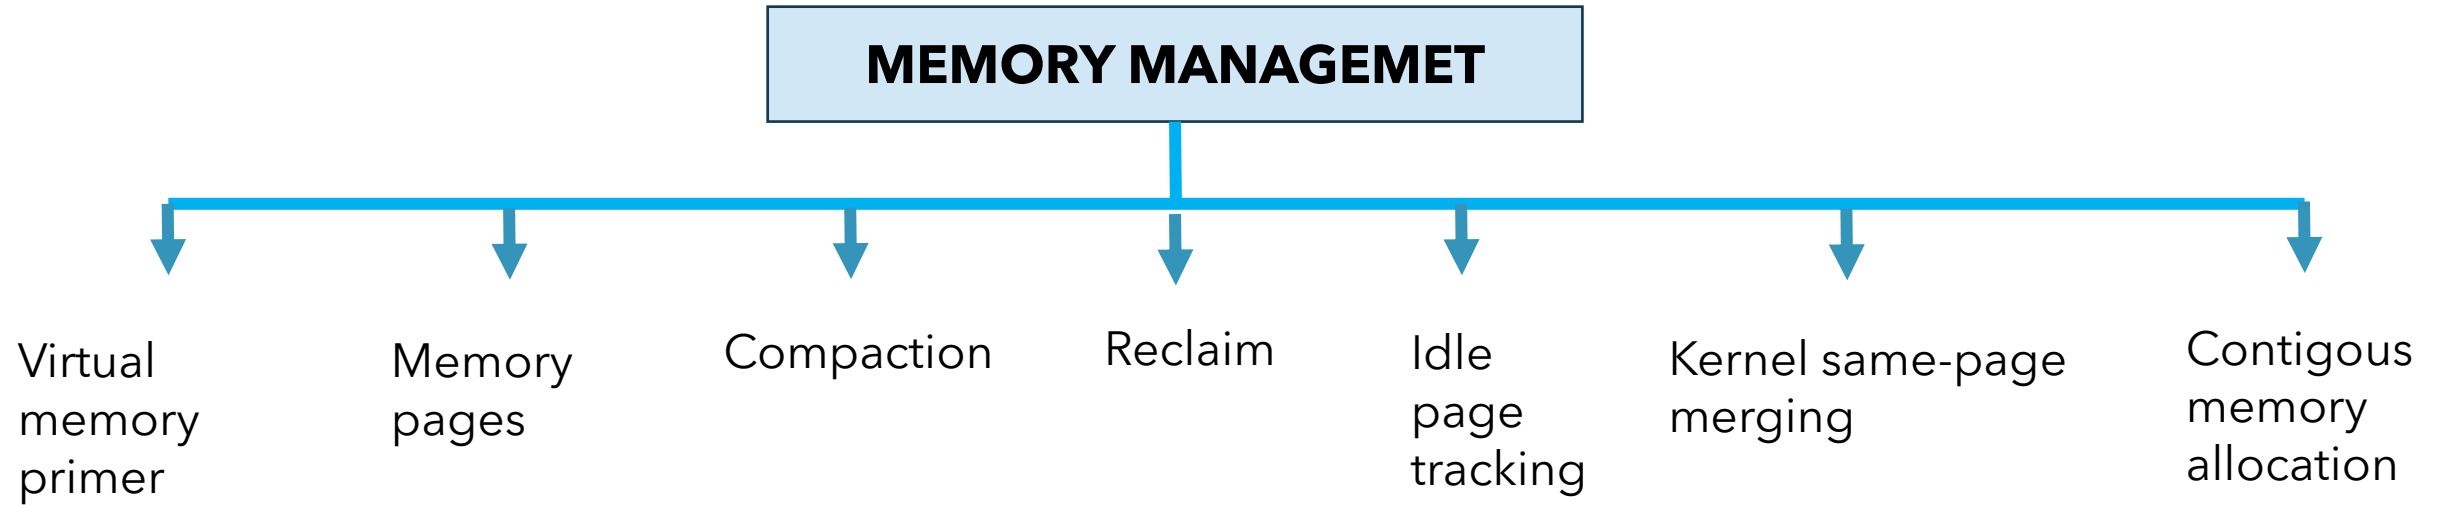 MEMORY MANAGEMET
Virtual
memory
primer
Memory
pages
Compaction
Reclaim
Idle
page
tracking
Kernel same-page
merging
Contigous
memory
allocation